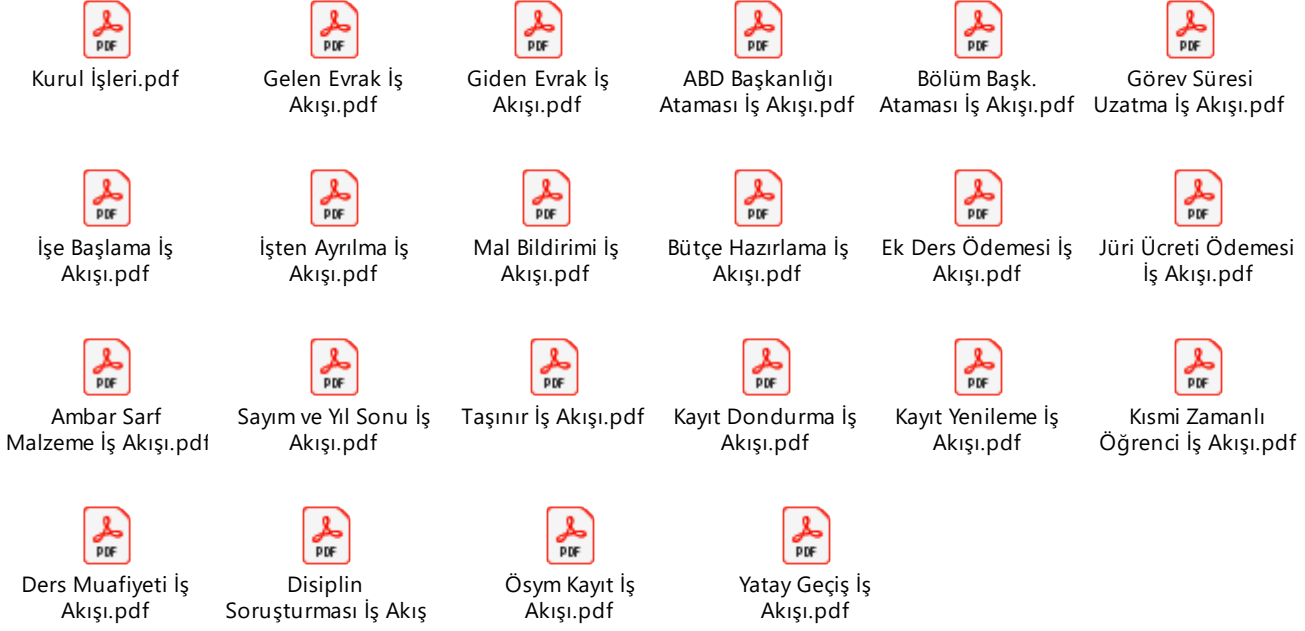 PDF PDF PDF PDF PDF PDF
Kurul İşleri.pdf Gelen Evrak İş Giden Evrak İş ABD Başkanlığı Bölüm Başk. Görev Süresi
Akışı.pdf Akışı.pdf Ataması İş Akışı.pdf Ataması İş Akışı.pdf Uzatma İş Akışı.pdf
PDF PDF PDF PDF PDF PDF
İşe Başlama İş İşten Ayrılma İş Mal Bildirimi İş Bütçe Hazırlama İş Ek Ders Ödemesi İş Jüri Ücreti Ödemesi
Akışı.pdf Akışı.pdf Akışı.pdf Akışı.pdf Akışı.pdf İş Akışı.pdf
PDF PDF PDF PDF PDF PDF
Ambar Sarf Sayım ve Yıl Sonu İş Taşınır İş Akışı.pdf Kayıt Dondurma İş Kayıt Yenileme İş Kısmi Zamanlı
Malzeme İş Akışı.pdf Akışı.pdf Akışı.pdf Akışı.pdf Öğrenci İş Akışı.pdf
PDF PDF PDF PDF
Ders Muafiyeti İş Disiplin Ösym Kayıt İş Yatay Geçiş İş
Akışı.pdf Soruşturması İş Akış Akışı.pdf Akışı.pdf